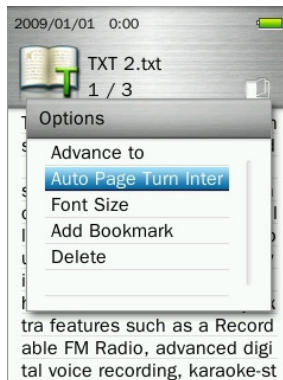 2009/01/01 0:00
TXT 2.txt
1 / 3
Options
Advance to
Auto Page Turn Inter
Font Size
Add Bookmark
Delete
tra features such as a Record
able FM Radio, advanced digi
tal voice recording, karaoke-st